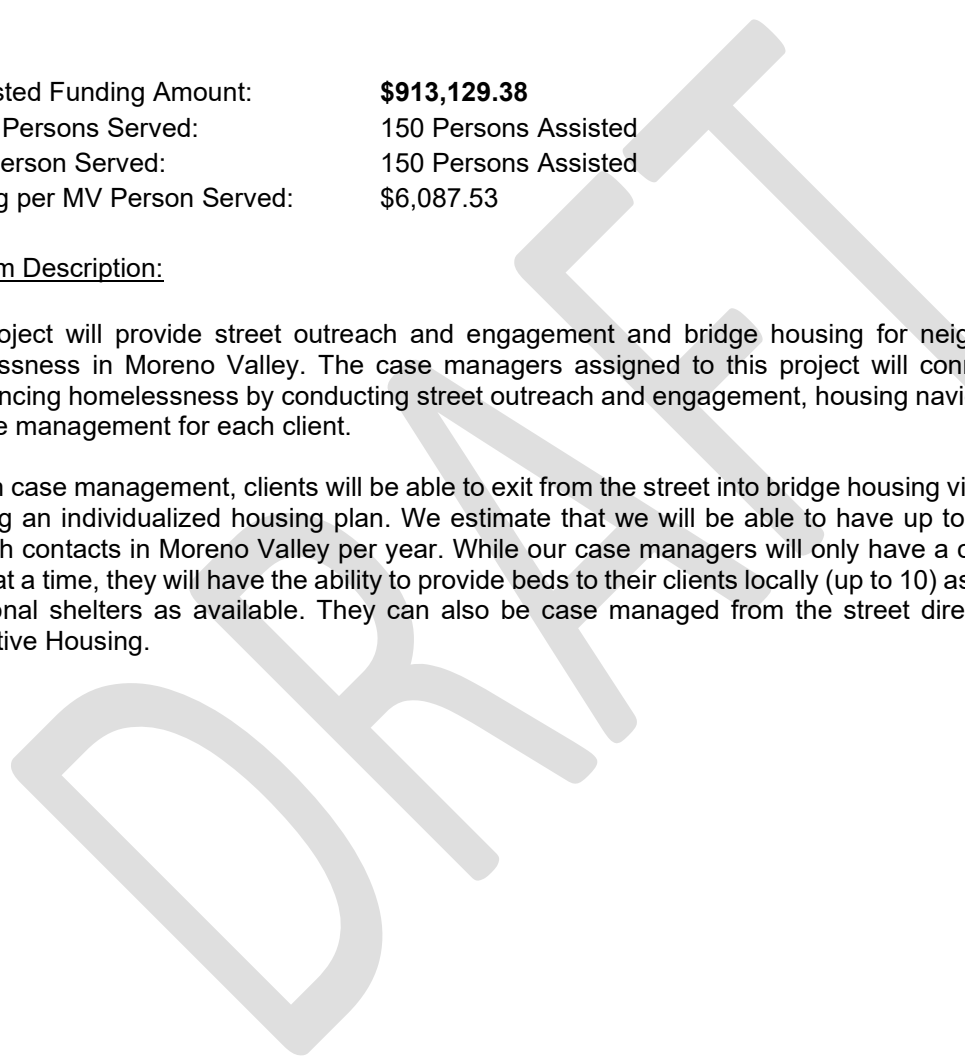 sted Funding Amount: $913,129.38
Persons Served: 150 Persons Assisted
erson Served: 150 Persons Assisted
g per MV Person Served: $6,087.53
m Description:
oject will provide street outreach and engagement and bridge housing for neig
ssness in Moreno Valley. The case managers assigned to this project will con
ncing homelessness by conducting street outreach and engagement, housing navi
e management for each client.
n case management, clients will be able to exit from the street into bridge housing vi
g an individualized housing plan. We estimate that we will be able to have up to
h contacts in Moreno Valley per year. While our case managers will only have a c
at a time, they will have the ability to provide beds to their clients locally (up to 10) as
onal shelters as available. They can also be case managed from the street dire
tive Housing.
DRAFT